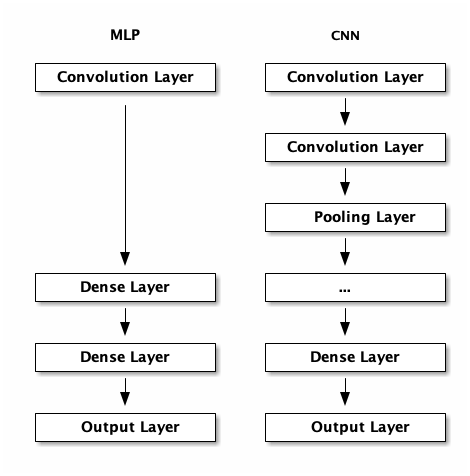 MLP
Convolution Layer
Dense Layer
Dense Layer
Output Layer
CNN
Convolution Layer
Convolution Layer
Pooling Layer
...
Dense Layer
Output Layer